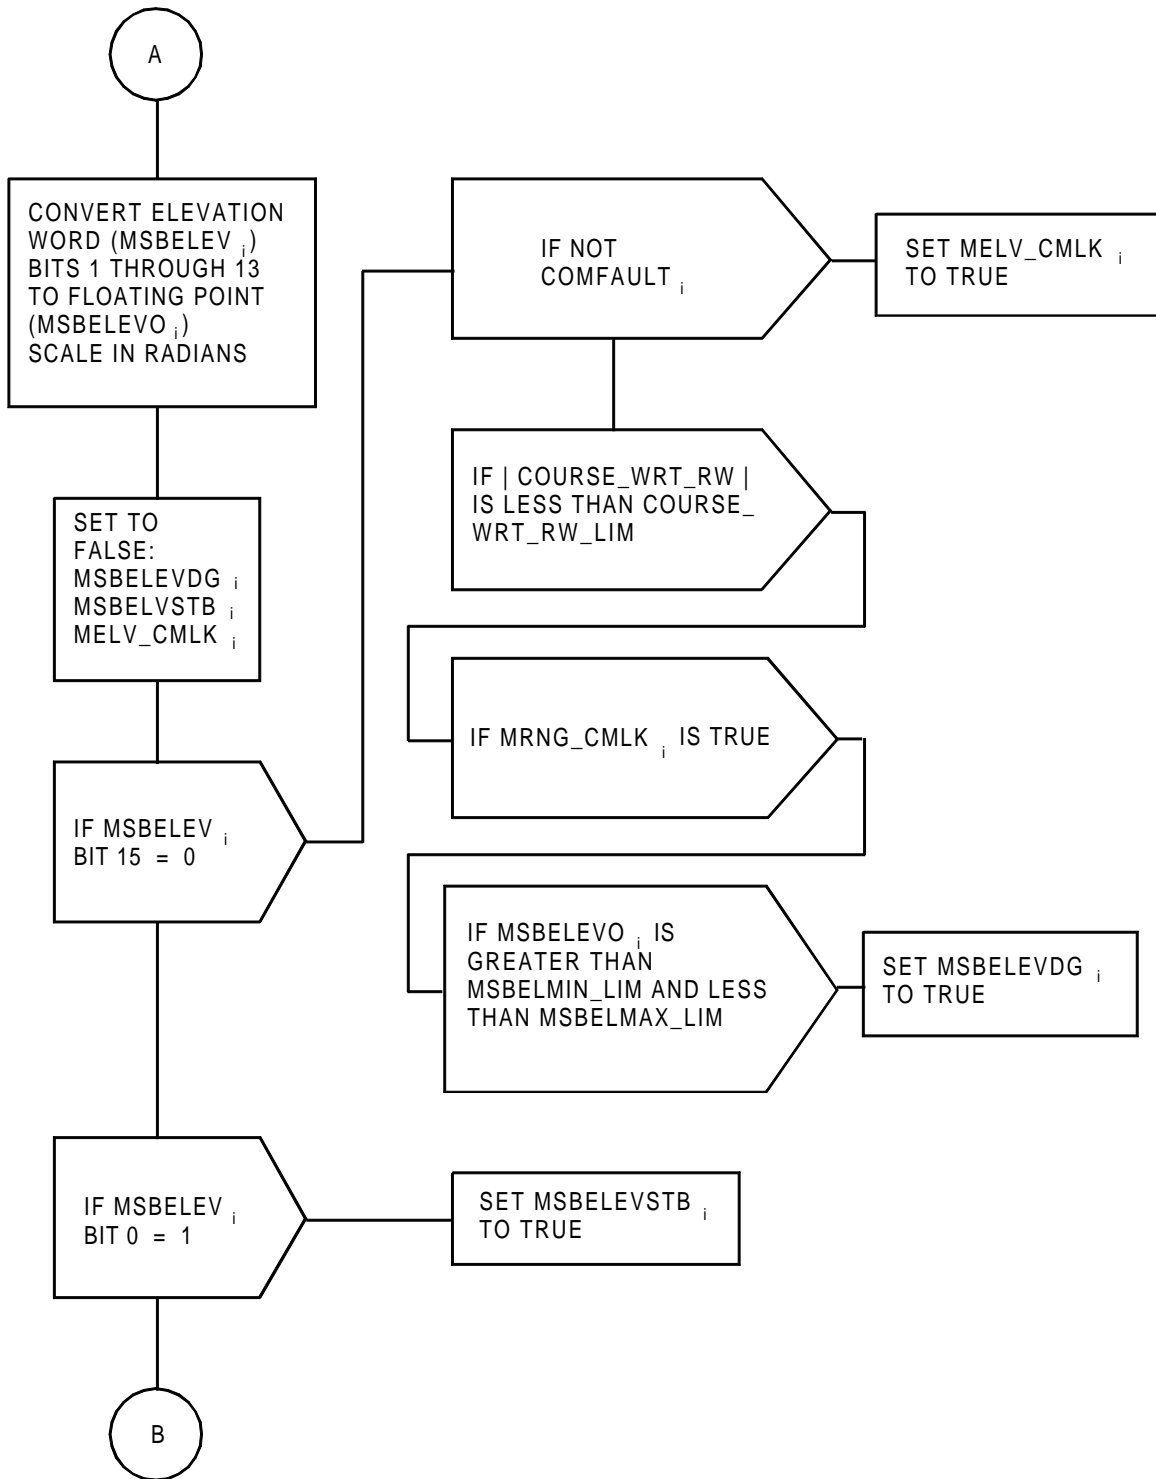 A
CONVERT ELEVATION
WORD (MSBELEV i)
BITS 1 THROUGH 13
TO FLOATING POINT
(MSBELEVO i)
SCALE IN RADIANS
SET TO
FALSE:
MSBELEVDG i
MSBELVSTB i
MELV_CMLK i
IF MSBELEV i
BIT 15 = 0
IF NOT
COMFAULT i
SET MELV_CMLK i
TO TRUE
IF | COURSE_WRT_RW |
IS LESS THAN COURSE_
WRT_RW_LIM
IF MRNG_CMLK i IS TRUE
IF MSBELEVO i IS
GREATER THAN
MSBELMIN_LIM AND LESS
THAN MSBELMAX_LIM
SET MSBELEVDG i
TO TRUE
IF MSBELEV i
BIT 0 = 1
SET MSBELEVSTB i
TO TRUE
B